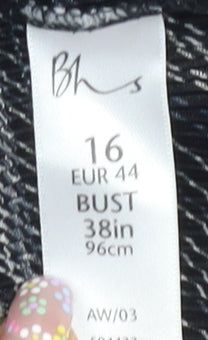 Bhs
16
EUR 44
BUST
38in
96cm
AW/03